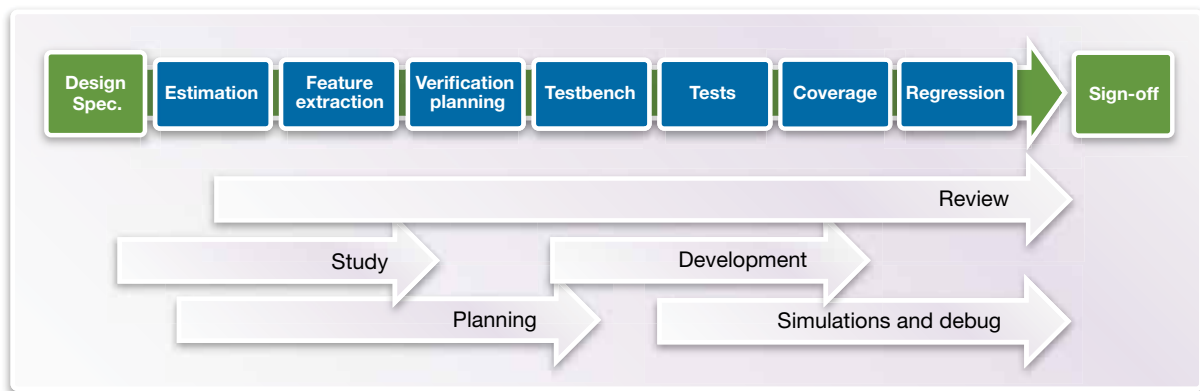 Design
Spec.
Estimation
Feature
extraction
Verification
planning
Testbench
Tests
Coverage
Regression
Sign-off
Review
Study
Development
Planning
Simulations and debug